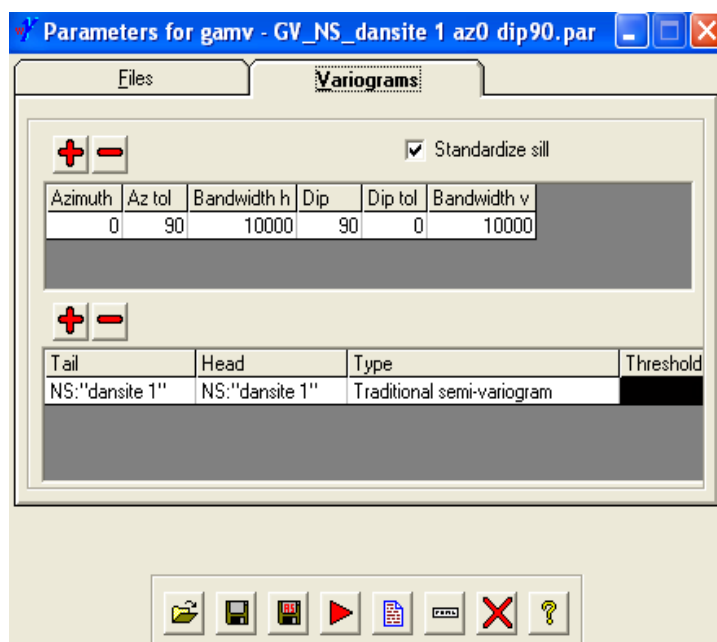 Parameters for gamv - GV_NS_dansite 1 az0 dip90.par
Files Variograms
Standardize sill
Azimuth Az tol Bandwidth h Dip Dip tol Bandwidth v
0 90 10000 90 0 10000
Tail Head Type Threshold
NS:"dansite 1" NS:"dansite 1" Traditional semi-variogram